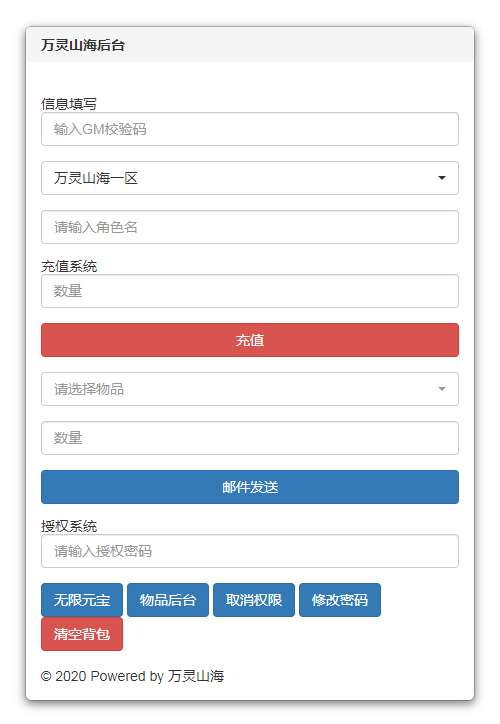 万灵山海后台
信息填写
输入GM校验码
万灵山海一区
请输入角色名
充值系统
数量
充值
请选择物品
数量
邮件发送
授权系统
请输入授权密码
无限元宝 物品后台 取消权限 修改密码
清空背包
© 2020 Powered by 万灵山海